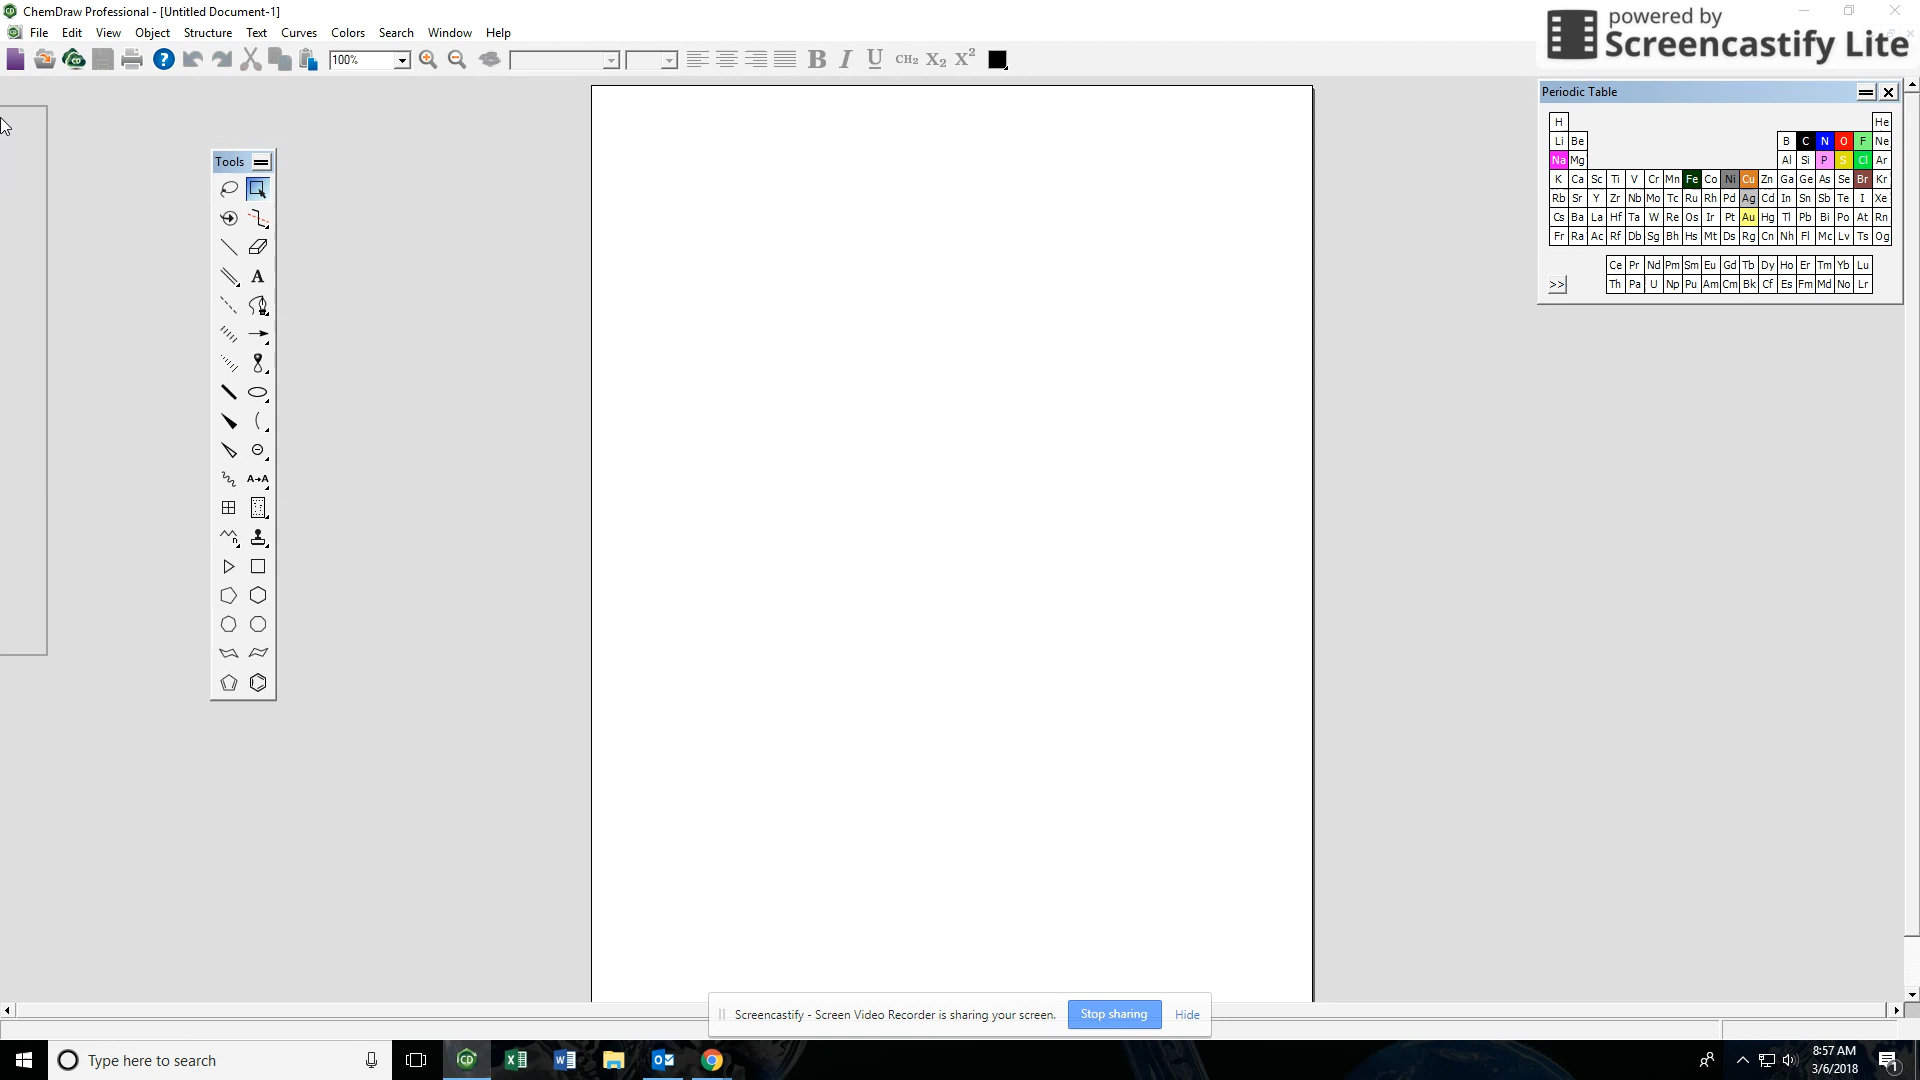 ChemDraw Professional - [Untitled Document-1]
File Edit View Object Structure Text Curves Colors Search Window Help
powered by
Screencastify Lite
100%
B I U CH2 X2 X2
Periodic Table
H He
Li Be B C N O F Ne
Na Mg Al Si P S Cl Ar
K Ca Sc Ti V Cr Mn Fe Co Ni Cu Zn Ga Ge As Se Br Kr
Rb Sr Y Zr Nb Mo Tc Ru Rh Pd Ag Cd In Sn Sb Te I Xe
Cs Ba La Hf Ta W Re Os Ir Pt Au Hg Tl Pb Bi Po At Rn
Fr Ra Ac Rf Db Sg Bh Hs Mt Ds Rg Cn Nh Fl Mc Lv Ts Og
Ce Pr Nd Pm Sm Eu Gd Tb Dy Ho Er Tm Yb Lu
>> Th Pa U Np Pu Am Cm Bk Cf Es Fm Md No Lr
Tools
A
A→A
n
Screencastify - Screen Video Recorder is sharing your screen. Stop sharing Hide
Type here to search
8:57 AM
3/6/2018
1